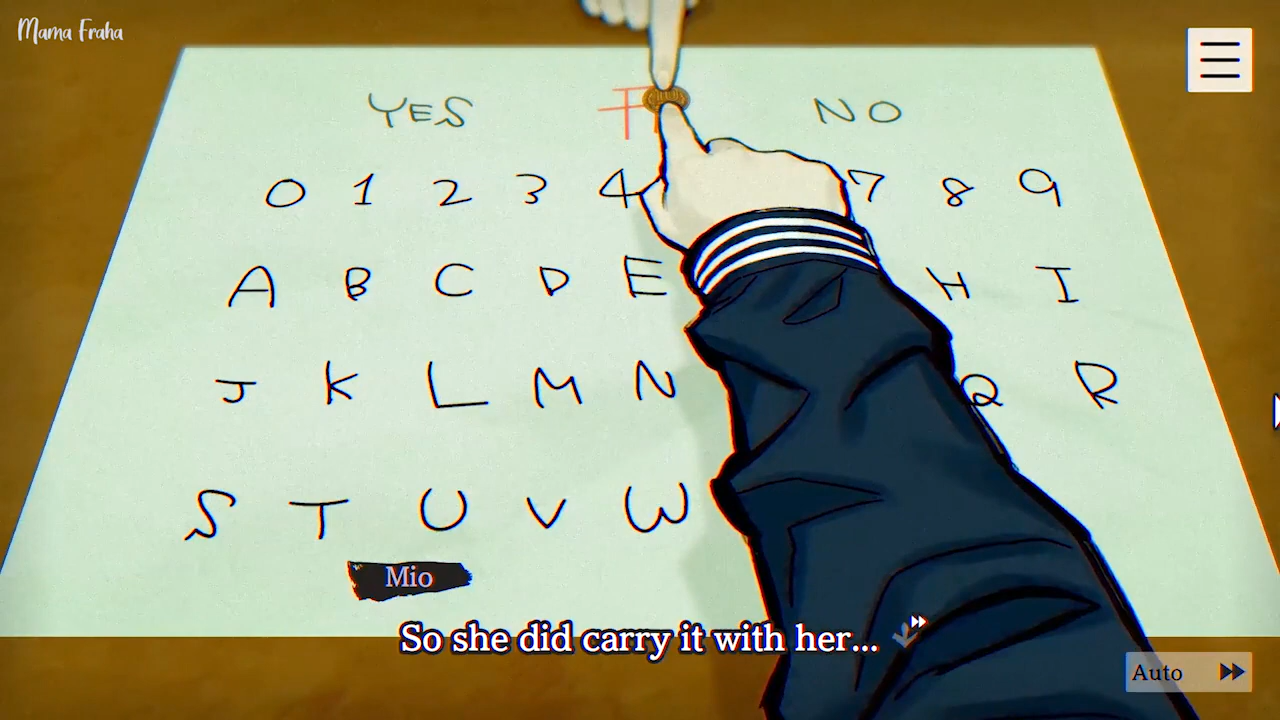 Mama Fraha
YES NO
0 1 2 3 4 7 8 9
A B C D E H I
J K L M N Q R
S T U V W
Mio
So she did carry it with her...
Auto